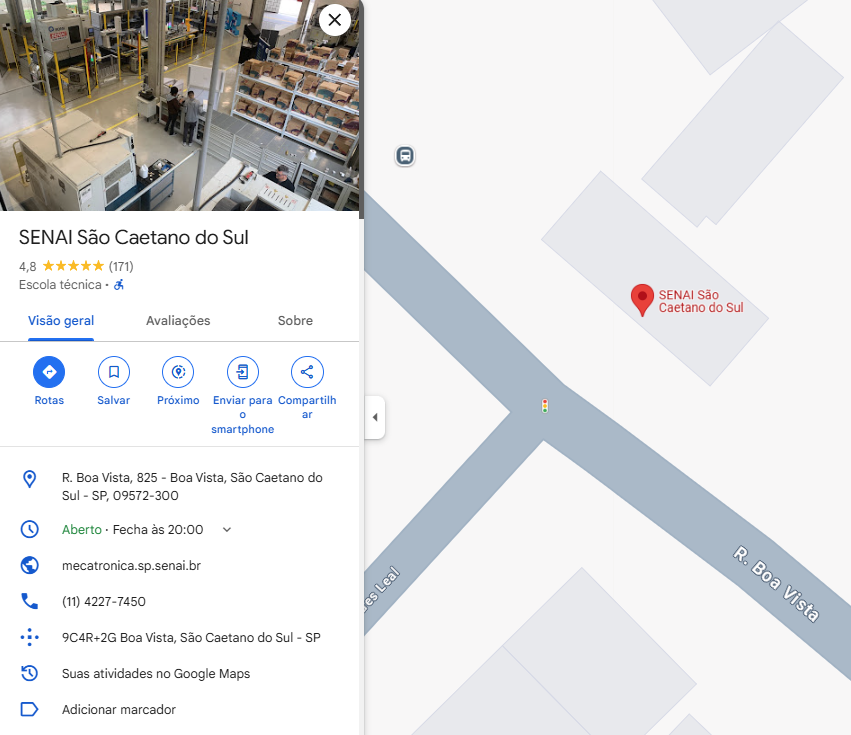 SENAI São Caetano do Sul
4,8 (171)
Escola técnica ·
Visão geral
Avaliações
Sobre
Rotas
Salvar
Próximo
Enviar para
o
smartphone
Compartilh
ar
R. Boa Vista, 825 - Boa Vista, São Caetano do
Sul - SP, 09572-300
Aberto · Fecha às 20:00
mecatronica.sp.senai.br
(11) 4227-7450
9C4R+2G Boa Vista, São Caetano do Sul - SP
Suas atividades no Google Maps
Adicionar marcador
SENAI São
Caetano do Sul
R. Boa Vista
Leal